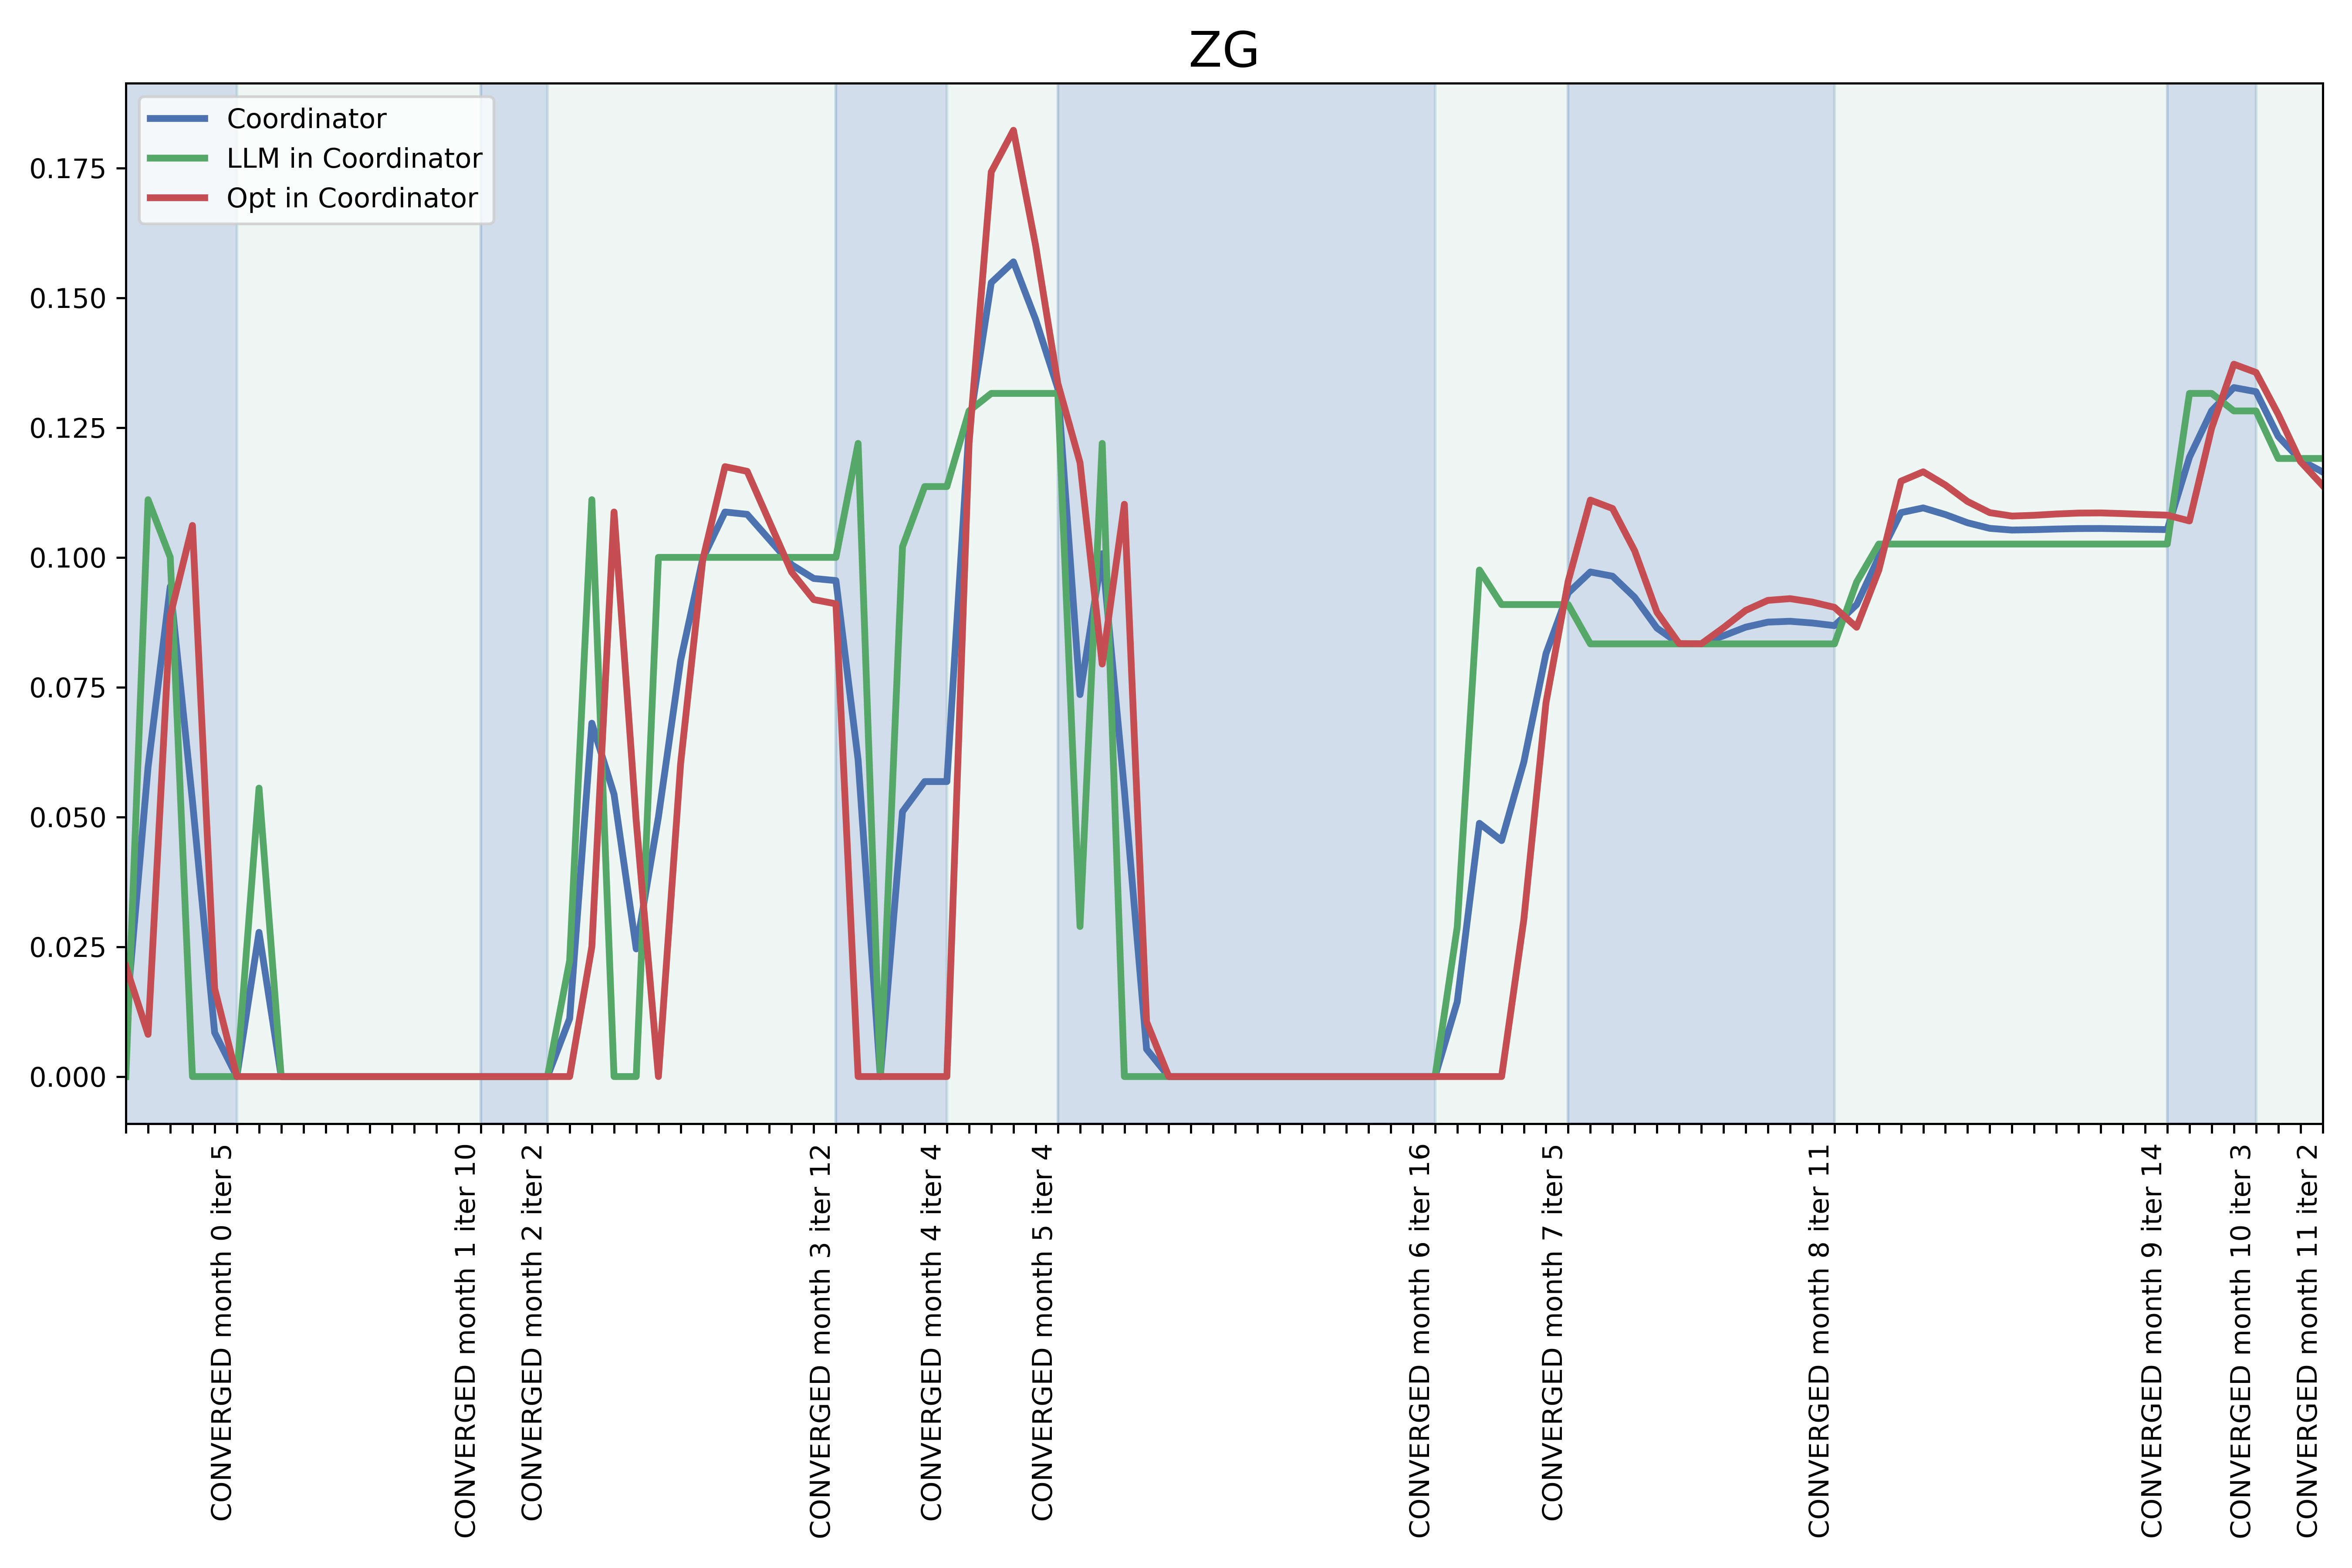 ZG
Coordinator
LLM in Coordinator
Opt in Coordinator
0.175
0.150
0.125
0.100
0.075
0.050
0.025
0.000
CONVERGED month 0 iter 5
CONVERGED month 1 iter 10
CONVERGED month 2 iter 2
CONVERGED month 3 iter 12
CONVERGED month 4 iter 4
CONVERGED month 5 iter 4
CONVERGED month 6 iter 16
CONVERGED month 7 iter 5
CONVERGED month 8 iter 11
CONVERGED month 9 iter 14
CONVERGED month 10 iter 3
CONVERGED month 11 iter 2